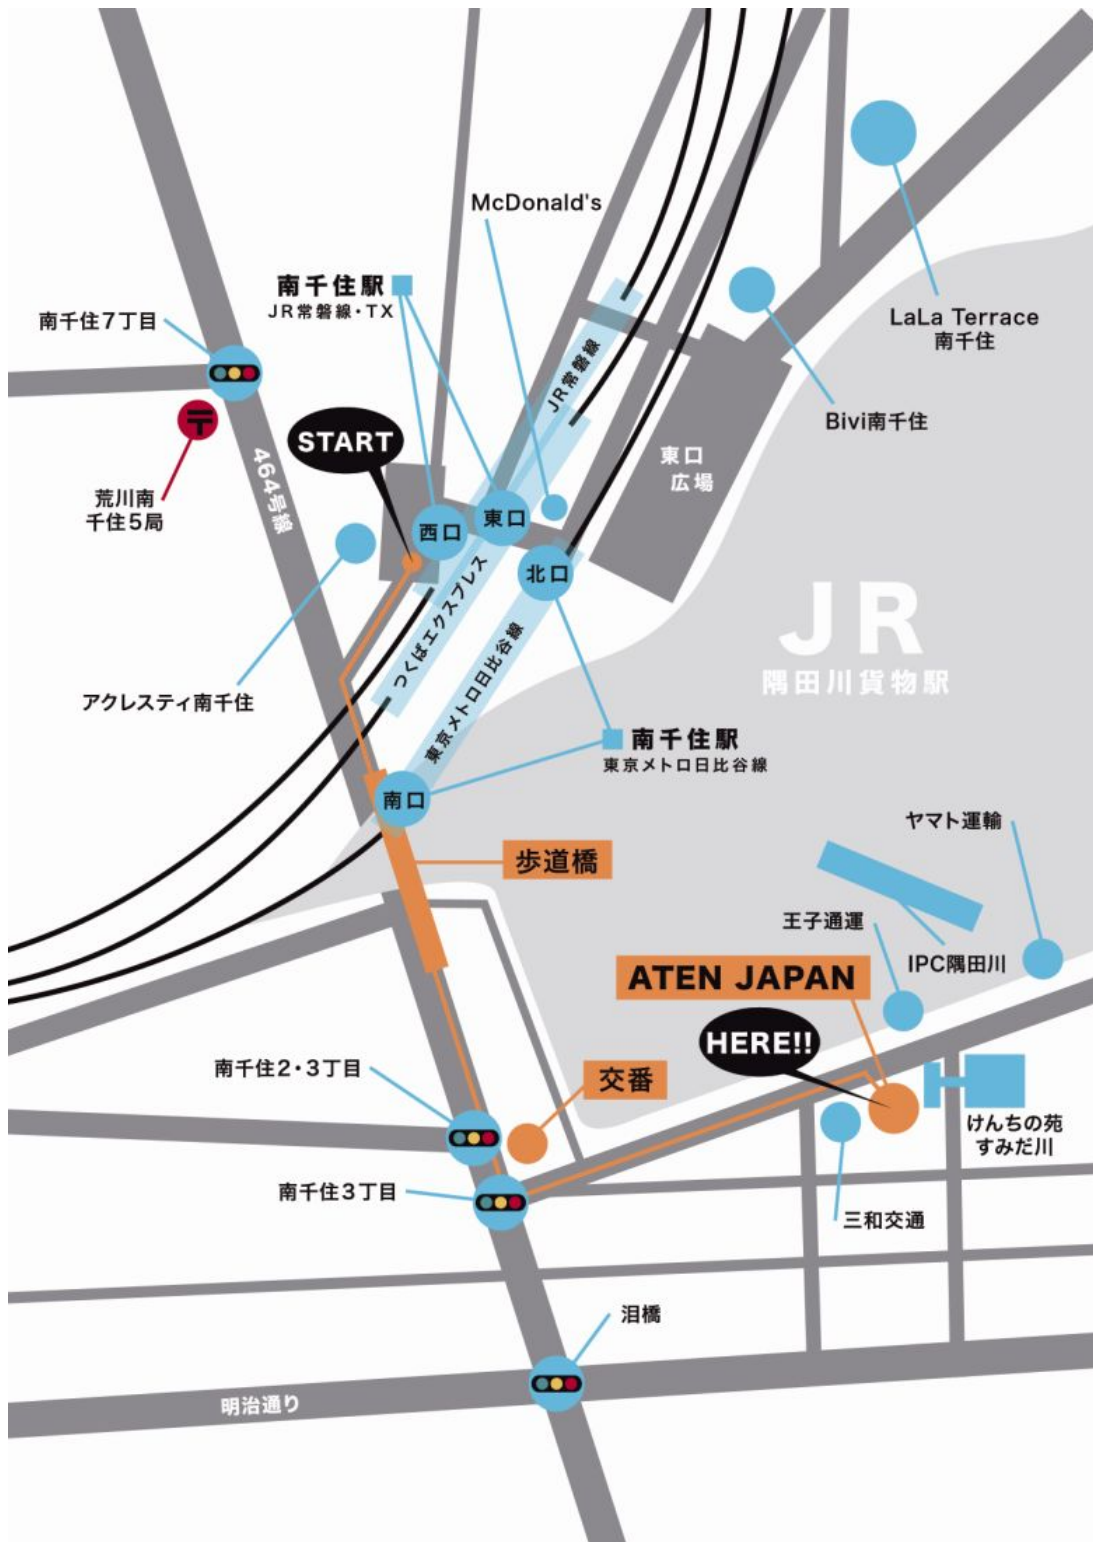 McDonald's
南千住駅
JR常磐線・TX
南千住7丁目
LaLa Terrace
南千住
JR常磐線
Bivi南千住
START
東口
広場
464号線
荒川南
千住5局
西口
東口
北口
つくばエクスプレス
東京メトロ日比谷線
JR
隅田川貨物駅
アクレスティ南千住
南千住駅
東京メトロ日比谷線
南口
ヤマト運輸
歩道橋
王子通運
IPC隅田川
ATEN JAPAN
HERE!!
南千住2・3丁目
交番
けんちの苑
すみだ川
南千住3丁目
三和交通
泪橋
明治通り